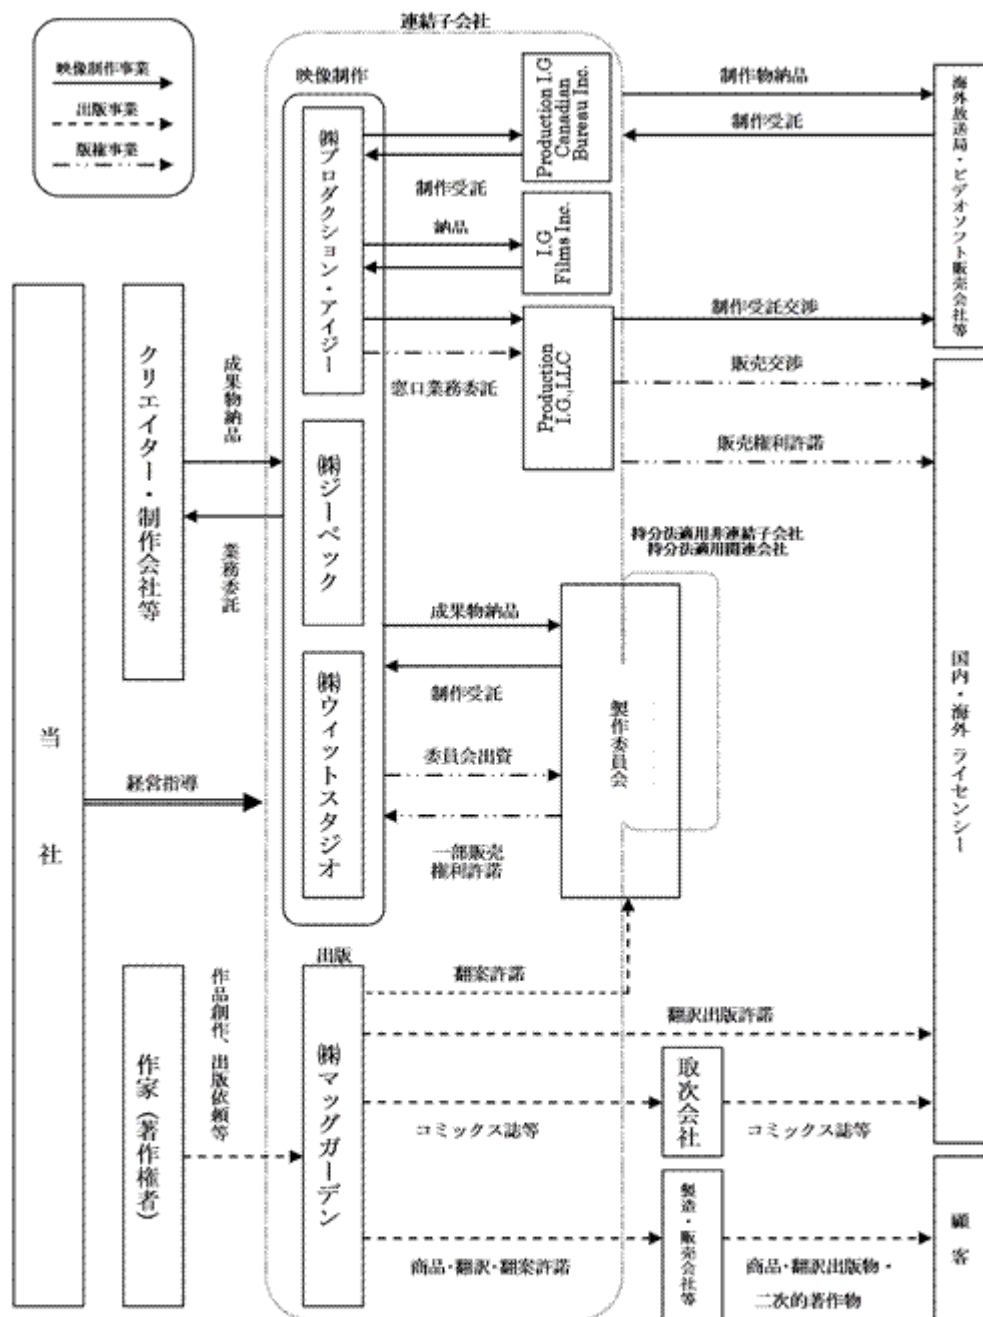 連結子会社
映像制作事業
出版事業
版権事業
映像制作
㈱プロダクション・アイジー
㈱ジーベック
㈱ウィットスタジオ
Production I.G
Canadian
Bureau Inc.
I.G
Films Inc.
Production
I.G.,LLC
制作物納品
制作受託
制作受託
納品
窓口業務委託
制作受託交渉
販売交渉
販売権利許諾
海外放送局・ビデオソフト販売会社等
当社
クリエイター・制作会社等
成果物納品
業務委託
経営指導
持分法適用非連結子会社
持分法適用関連会社
成果物納品
制作受託
委員会出資
一部販売
権利許諾
製作委員会
国内・海外 ライセンシー
出版
㈱マッグガーデン
作家(著作権者)
作品創作、出版依頼等
翻案許諾
翻訳出版許諾
コミックス誌等
取次会社
コミックス誌等
商品・翻訳・翻案許諾
製造・販売会社等
商品・翻訳出版物・
二次的著作物
顧客